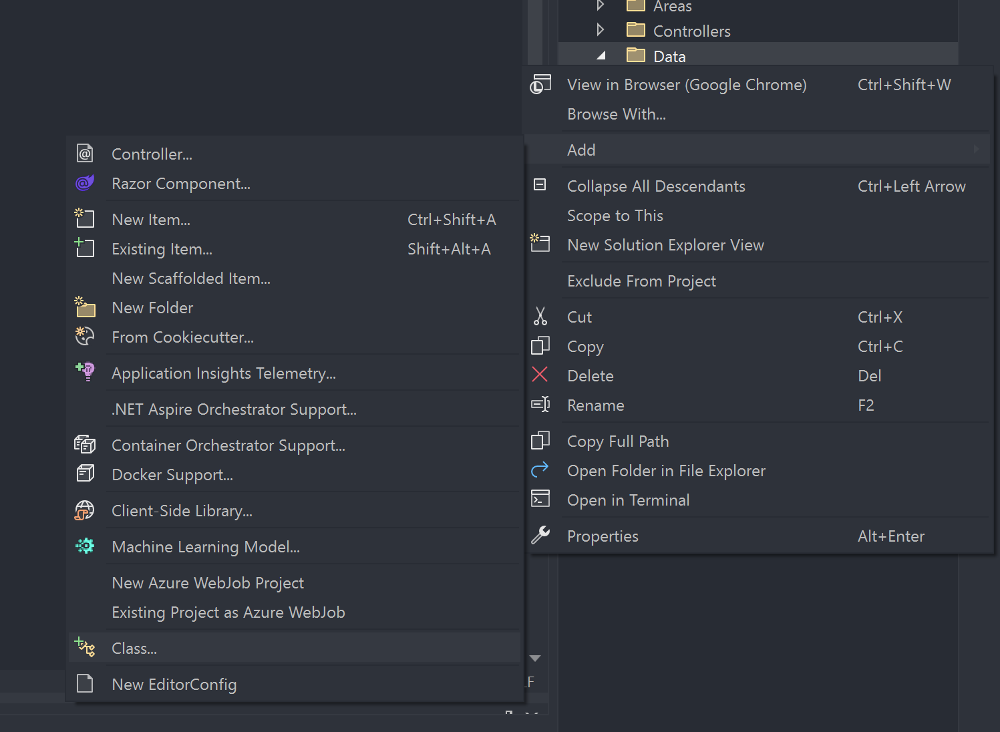 Areas
Controllers
Data
View in Browser (Google Chrome) Ctrl+Shift+W
Browse With...
Add
Collapse All Descendants Ctrl+Left Arrow
Scope to This
New Solution Explorer View
Exclude From Project
Cut Ctrl+X
Copy Ctrl+C
Delete Del
Rename F2
Copy Full Path
Open Folder in File Explorer
Open in Terminal
Properties Alt+Enter
Controller...
Razor Component...
New Item... Ctrl+Shift+A
Existing Item... Shift+Alt+A
New Scaffolded Item...
New Folder
From Cookiecutter...
Application Insights Telemetry...
.NET Aspire Orchestrator Support...
Container Orchestrator Support...
Docker Support...
Client-Side Library...
Machine Learning Model...
New Azure WebJob Project
Existing Project as Azure WebJob
Class...
New EditorConfig